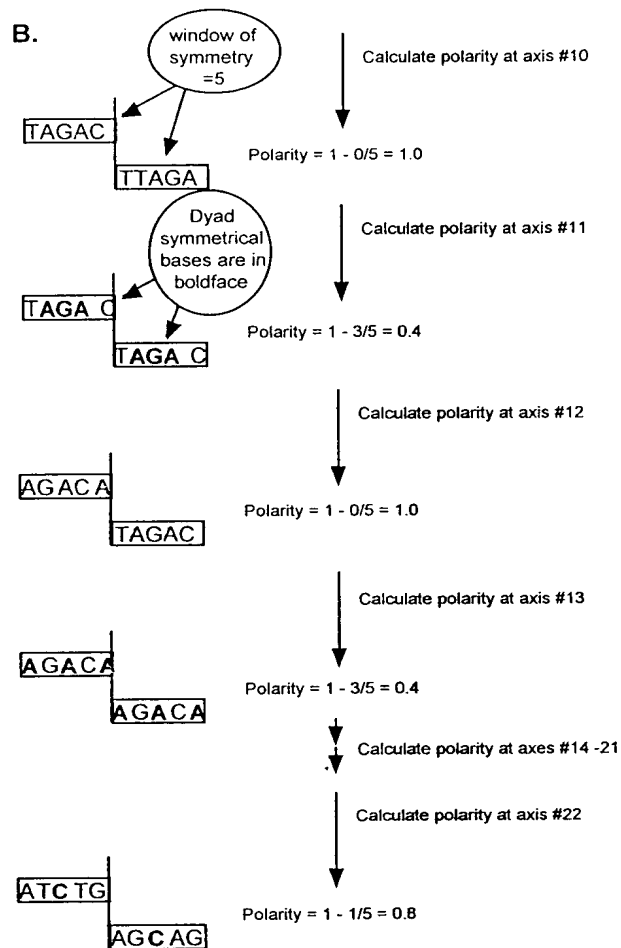 B.
window of
symmetry
=5
Calculate polarity at axis #10
TAGAC
Polarity = 1 - 0/5 = 1.0
TTAGA
Dyad
symmetrical
bases are in
boldface
Calculate polarity at axis #11
TAGA C
Polarity = 1 - 3/5 = 0.4
TAGA C
Calculate polarity at axis #12
AGACA
Polarity = 1 - 0/5 = 1.0
TAGAC
Calculate polarity at axis #13
AGACA
Polarity = 1 - 3/5 = 0.4
AGACA
Calculate polarity at axes #14 -21
Calculate polarity at axis #22
ATCTG
Polarity = 1 - 1/5 = 0.8
AGCAG